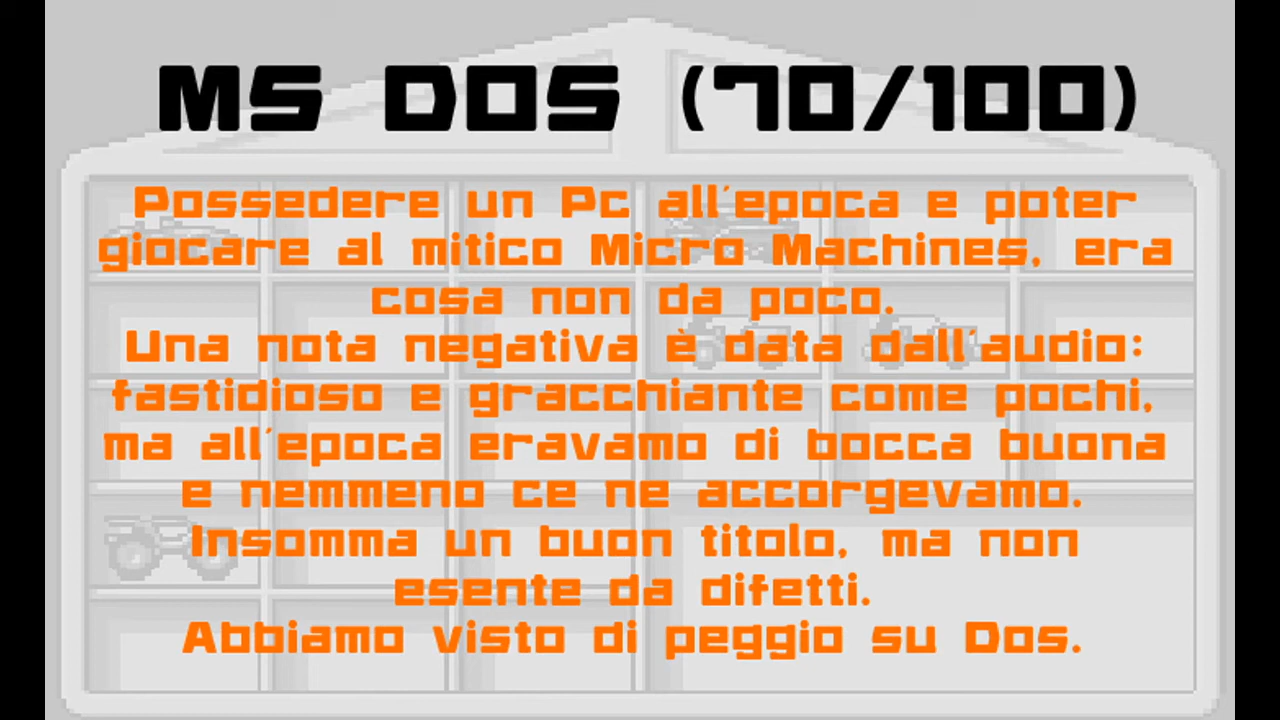 MS DOS (70/100)
Possedere un Pc all'epoca e poter
giocare al mitico Micro Machines, era
cosa non da poco.
Una nota negativa è data dall'audio:
fastidioso e gracchiante come pochi,
ma all'epoca eravamo di bocca buona
e nemmeno ce ne accorgevamo.
Insomma un buon titolo, ma non
esente da difetti.
Abbiamo visto di peggio su Dos.